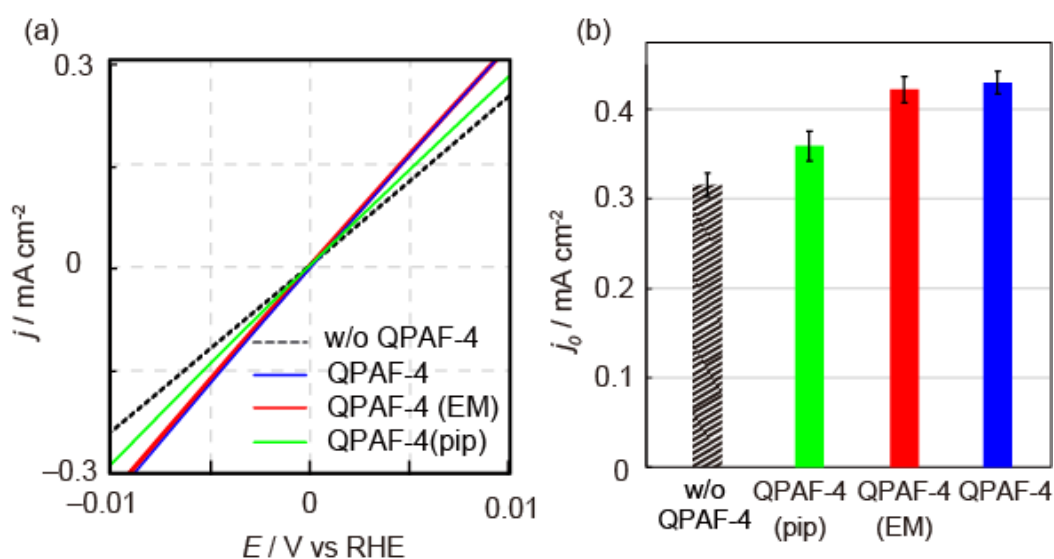 (a)
0.3
0
–0.3
j / mA cm⁻²
–0.01
0
0.01
E / V vs RHE
w/o QPAF-4
QPAF-4
QPAF-4 (EM)
QPAF-4(pip)
(b)
0.4
0.3
0.2
0.1
0
j₀ / mA cm⁻²
w/o
QPAF-4
QPAF-4
(pip)
QPAF-4
(EM)
QPAF-4